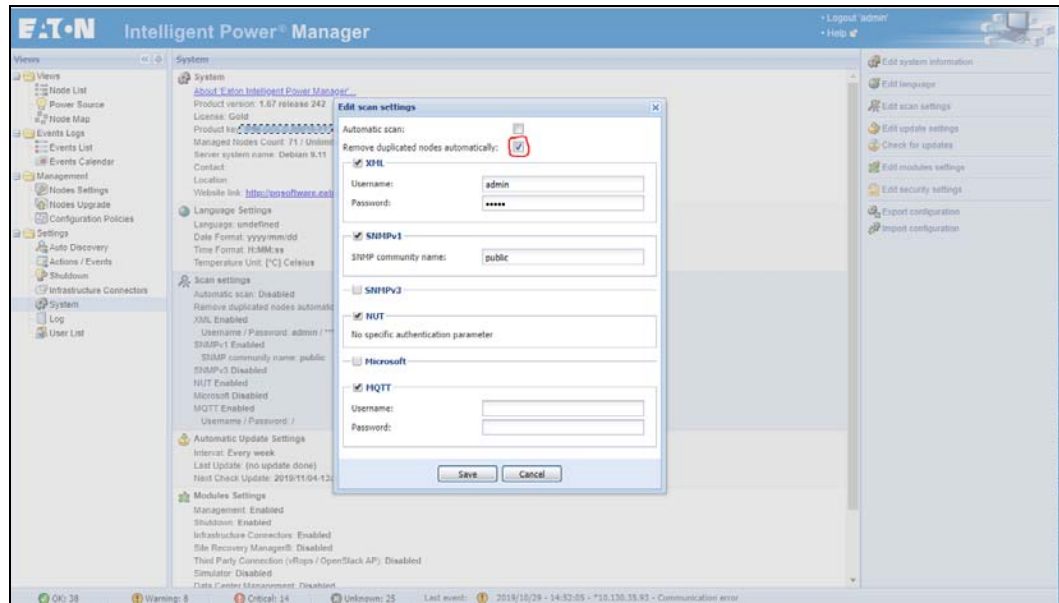 EATON Intelligent Power® Manager
Logout 'admin'
Help
Views
Views
Node List
Power Source
Node Map
Events Logs
Events List
Events Calendar
Management
Nodes Settings
Nodes Upgrade
Configuration Policies
Settings
Auto Discovery
Actions / Events
Shutdown
Infrastructure Connectors
System
Log
User List
System
System
About 'Eaton Intelligent Power Manager'...
Product version: 1.67 release 242
License: Gold
Product key
Managed Nodes Count: 71 /
Server system name: Debian 9.11
Contact:
Location:
Website link:
Language Settings
Language: undefined
Date Format: yyyy/mm/dd
Time Format: H:MM:ss
Temperature Unit: [°C] Celsius
Scan settings
Automatic scan: Disabled
Remove duplicated nodes
XML Enabled
Username / Password: admin /
SNMPv1 Enabled
SNMP community name: public
SNMPv3 Disabled
NUT Enabled
Microsoft Disabled
MQTT Enabled
Username / Password: /
Automatic Update Settings
Interval: Every week
Last Update: (no update done)
Next Check Update:
Modules Settings
Management: Enabled
Shutdown: Enabled
Infrastructure Connectors: Enabled
Site Recovery Manager®: Disabled
Third Party Connection (vRops / OpenStack AP): Disabled
Simulator: Disabled
Data Center Management: Disabled
Edit scan settings
Automatic scan:
Remove duplicated nodes automatically:
XML
Username: admin
Password: •••••
SNMPv1
SNMP community name: public
SNMPv3
NUT
No specific authentication parameter
Microsoft
MQTT
Username:
Password:
Save Cancel
Edit system information
Edit language
Edit scan settings
Edit update settings
Check for updates
Edit modules settings
Edit security settings
Export configuration
Import configuration
OK: 38 Warning: 8 Critical: 14 Unknown: 25 Last event: 2019/10/29 - 14:32:05 - *10.130.35.93 - Communication error